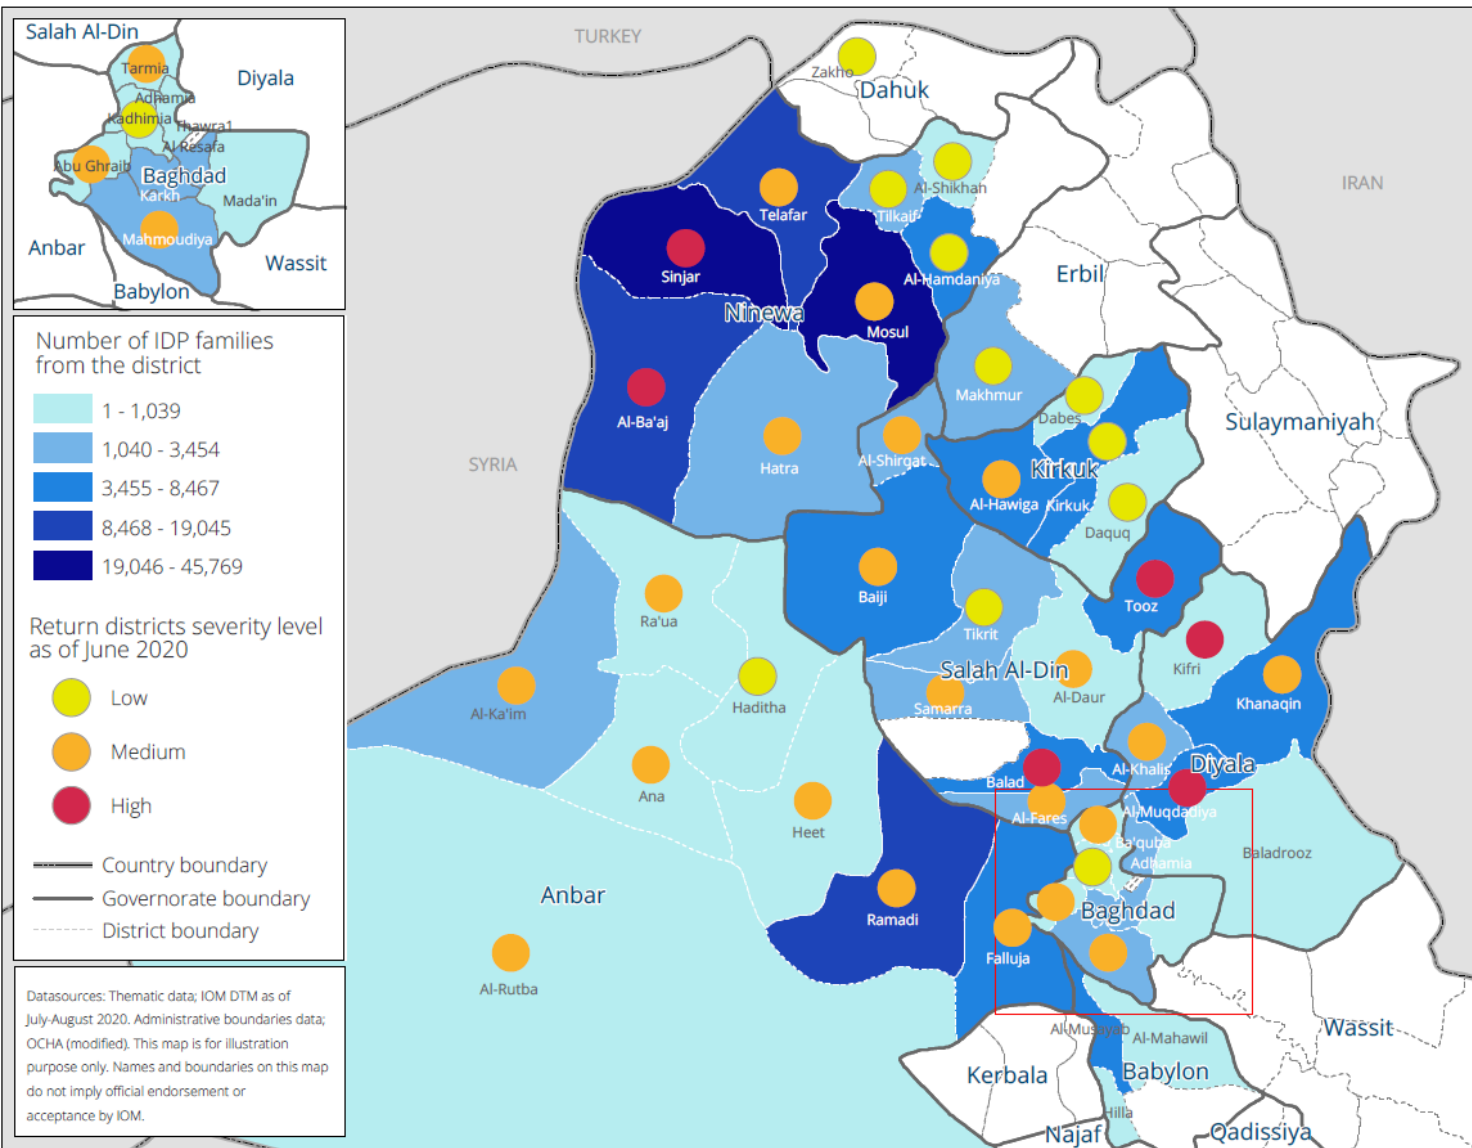 Salah Al-Din
Tarmia
Diyala
Adhamia
Kadhimia
Thawra1
Al Resafa
Abu Ghraib
Baghdad
Karkh
Mada'in
Mahmoudiya
Anbar
Wassit
Babylon
Number of IDP families
from the district
1 - 1,039
1,040 - 3,454
3,455 - 8,467
8,468 - 19,045
19,046 - 45,769
Return districts severity level
as of June 2020
Low
Medium
High
Country boundary
Governorate boundary
District boundary
Datasources: Thematic data; IOM DTM as of
July-August 2020. Administrative boundaries data;
OCHA (modified). This map is for illustration
purpose only. Names and boundaries on this map
do not imply official endorsement or
acceptance by IOM.
TURKEY
Zakho
Dahuk
IRAN
Al-Shikhan
Telafar
Tilkaif
Sinjar
Al-Hamdaniya
Erbil
Ninewa
Mosul
Makhmur
Al-Ba'aj
Dabes
Sulaymaniyah
SYRIA
Hatra
Al-Shirqat
Kirkuk
Al-Hawiga
Kirkuk
Daquq
Baiji
Tooz
Ra'ua
Tikrit
Salah Al-Din
Kifri
Al-Ka'im
Haditha
Samarra
Al-Daur
Khanaqin
Al-Khalis
Diyala
Balad
Ana
Heet
Al-Fares
Al-Muqdadiya
Ba'quba
Adhamia
Baladrooz
Anbar
Ramadi
Baghdad
Falluja
Al-Rutba
Al-Musayab
Al-Mahawil
Wassit
Kerbala
Babylon
Hilla
Najaf
Qadissiya